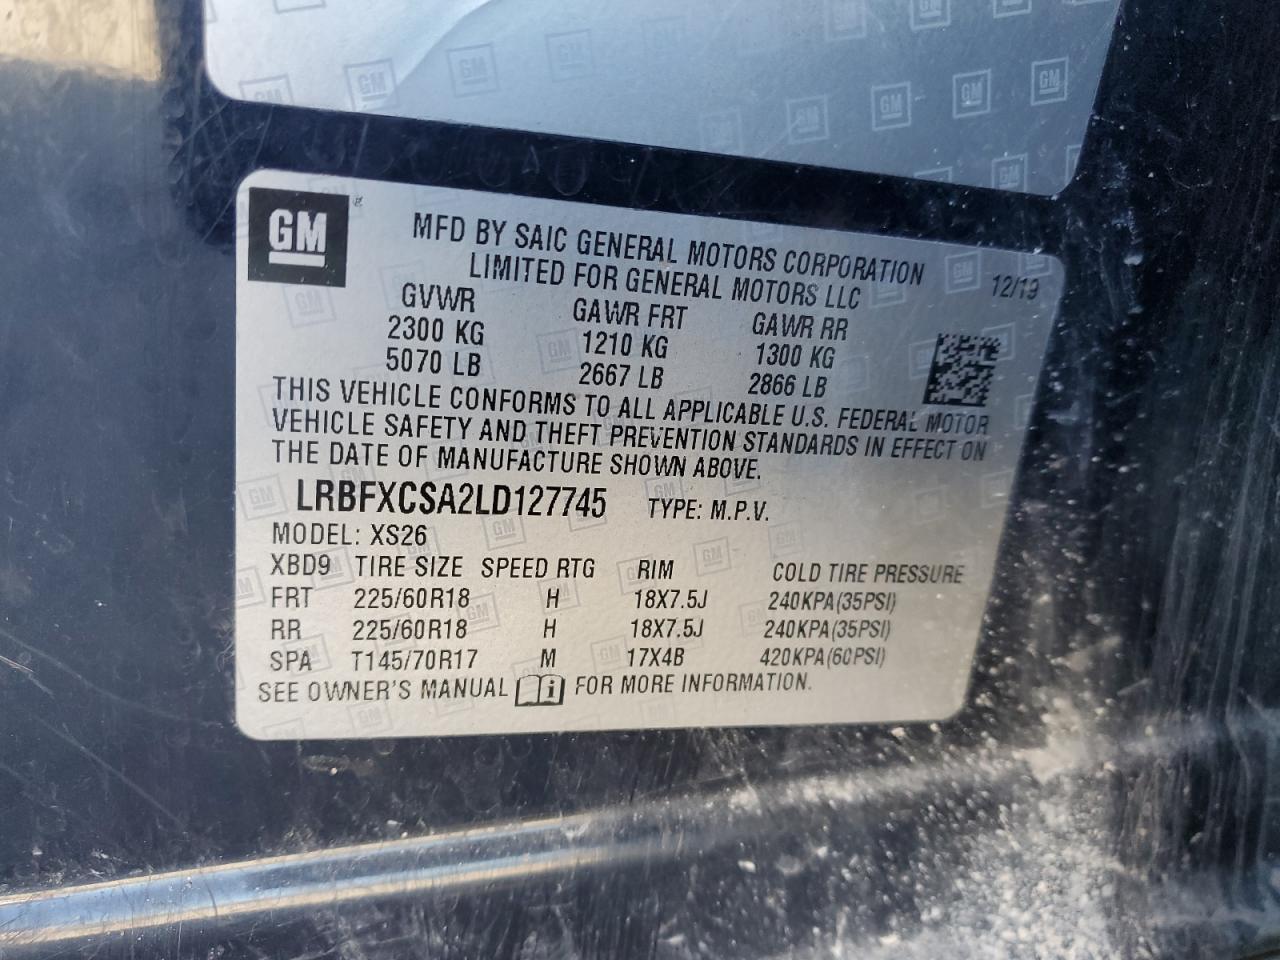 GM
MFD BY SAIC GENERAL MOTORS CORPORATION
LIMITED FOR GENERAL MOTORS LLC
12/19
GVWR GAWR FRT GAWR RR
2300 KG 1210 KG 1300 KG
5070 LB 2667 LB 2866 LB
THIS VEHICLE CONFORMS TO ALL APPLICABLE U.S. FEDERAL MOTOR
VEHICLE SAFETY AND THEFT PREVENTION STANDARDS IN EFFECT ON
THE DATE OF MANUFACTURE SHOWN ABOVE.
LRBFXCSA2LD127745 TYPE: M.P.V.
MODEL: XS26
XBD9 TIRE SIZE SPEED RTG RIM COLD TIRE PRESSURE
FRT 225/60R18 H 18X7.5J 240KPA(35PSI)
RR 225/60R18 H 18X7.5J 240KPA(35PSI)
SPA T145/70R17 M 17X4B 420KPA(60PSI)
SEE OWNER'S MANUAL i FOR MORE INFORMATION.